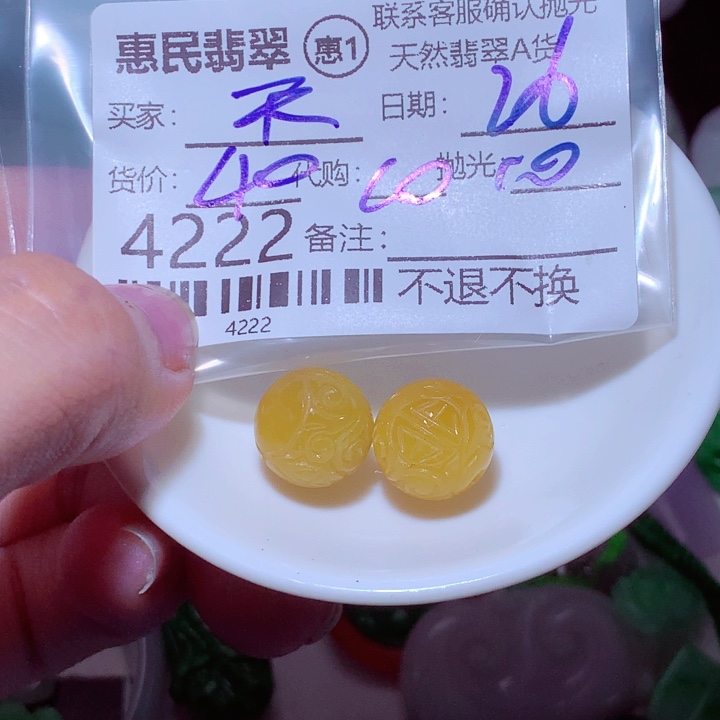 联系客服确认抛光
惠民翡翠 惠1 天然翡翠A货
买家： 日期：26
货价：40 代购：60 抛光：10
4222 备注：
不退不换
4222